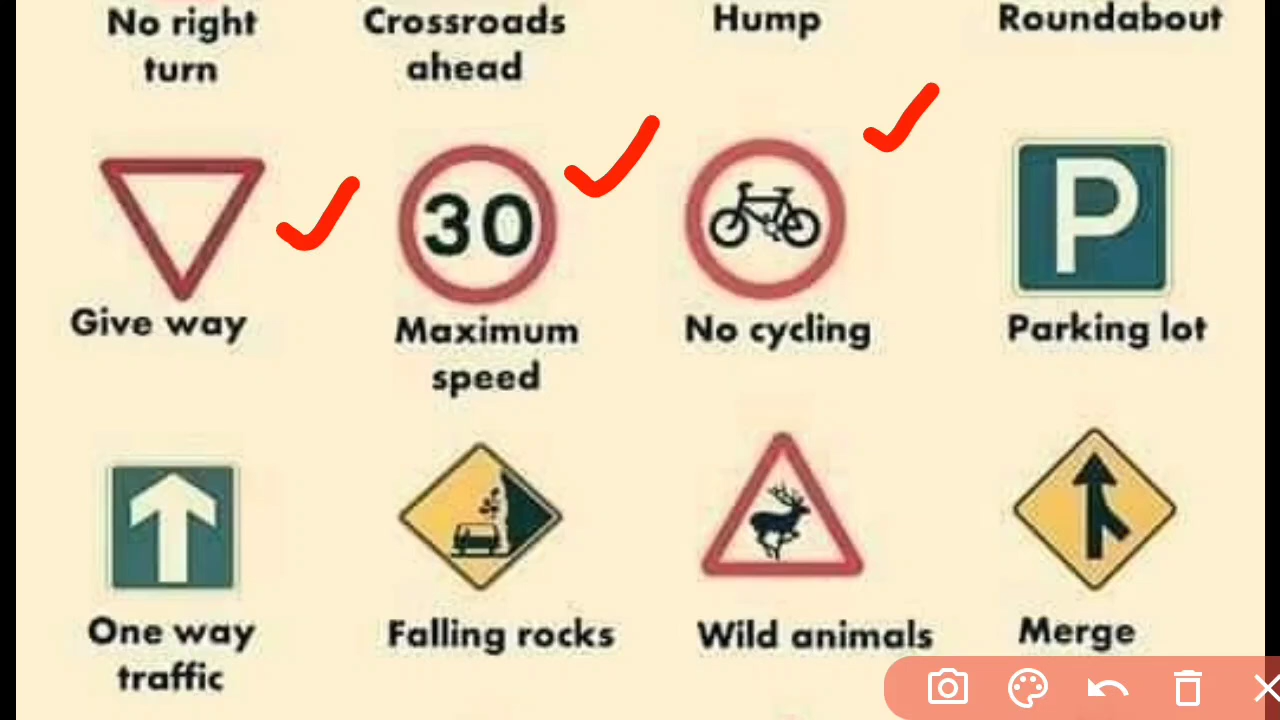 No right
turn
Crossroads
ahead
Hump
Roundabout
30
P
Give way
Maximum
speed
No cycling
Parking lot
One way
traffic
Falling rocks
Wild animals
Merge